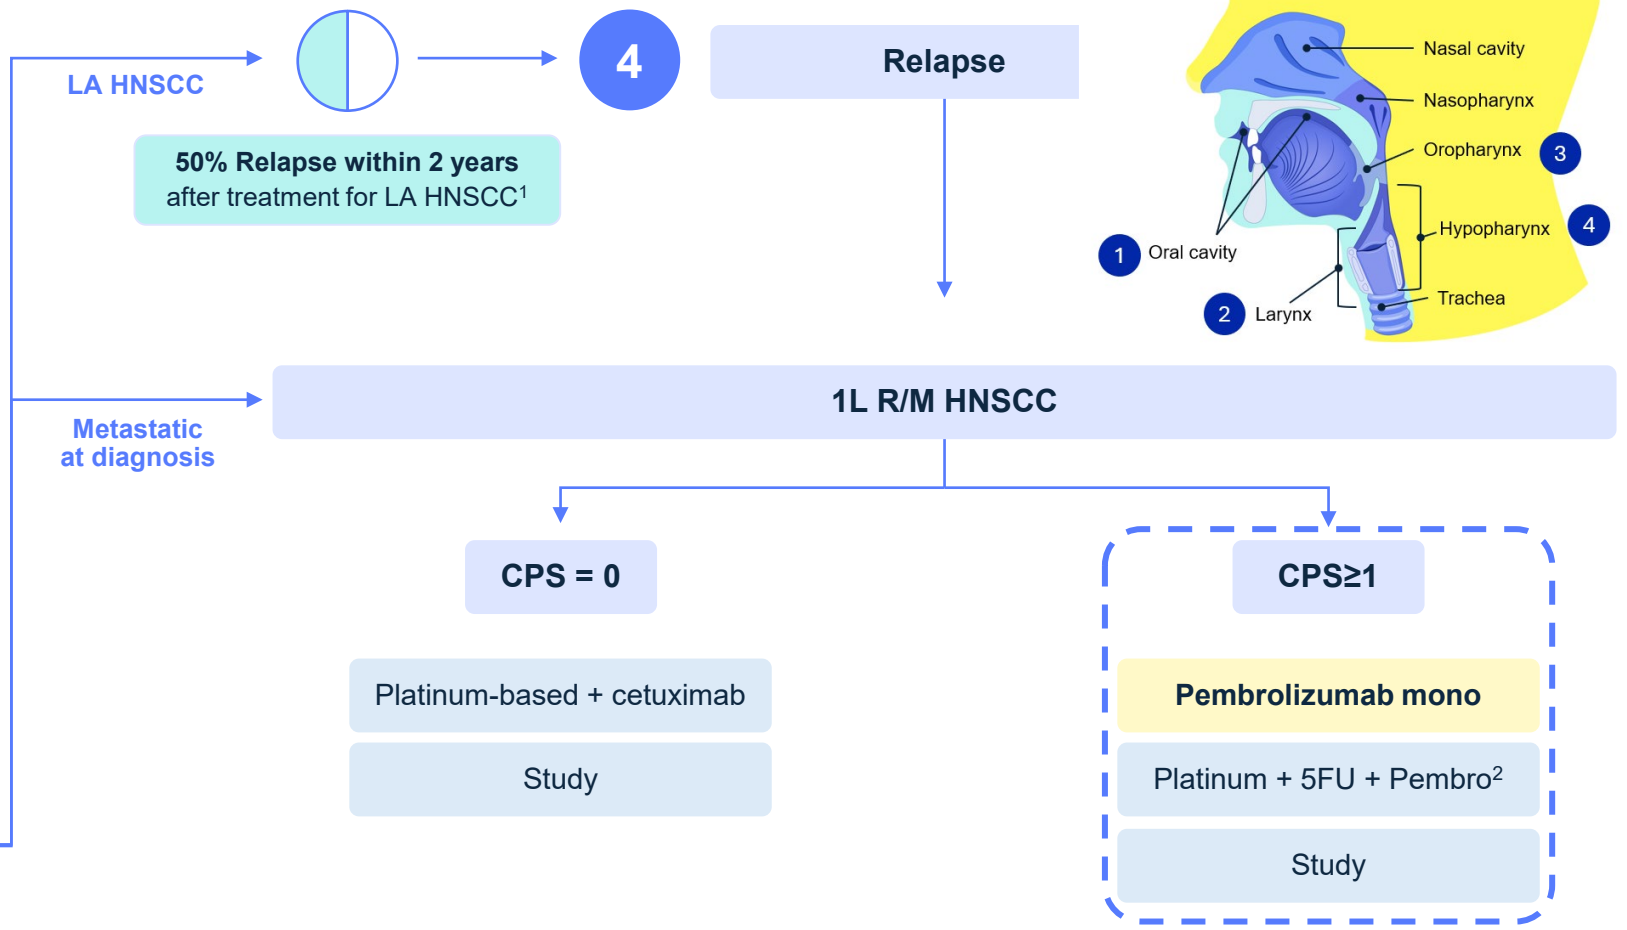 LA HNSCC
4
Relapse
50% Relapse within 2 years
after treatment for LA HNSCC¹
Nasal cavity
Nasopharynx
Oropharynx
3
Hypopharynx
4
1
Oral cavity
2
Larynx
Trachea
Metastatic
at diagnosis
1L R/M HNSCC
CPS = 0
Platinum-based + cetuximab
Study
CPS≥1
Pembrolizumab mono
Platinum + 5FU + Pembro²
Study